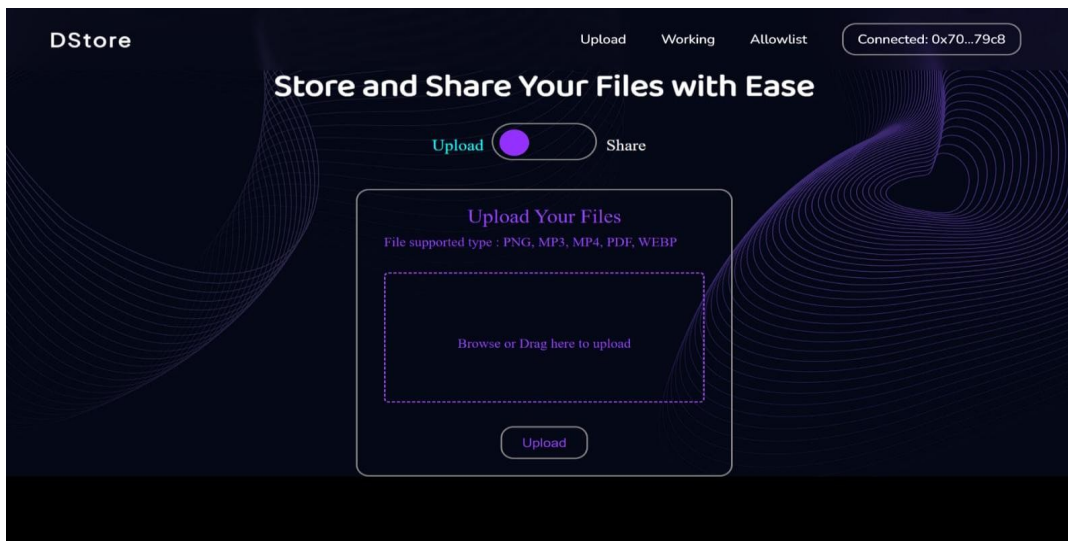 DStore Upload Working Allowlist Connected: 0x70...79c8
Store and Share Your Files with Ease
Upload Share
Upload Your Files
File supported type : PNG, MP3, MP4, PDF, WEBP
Browse or Drag here to upload
Upload